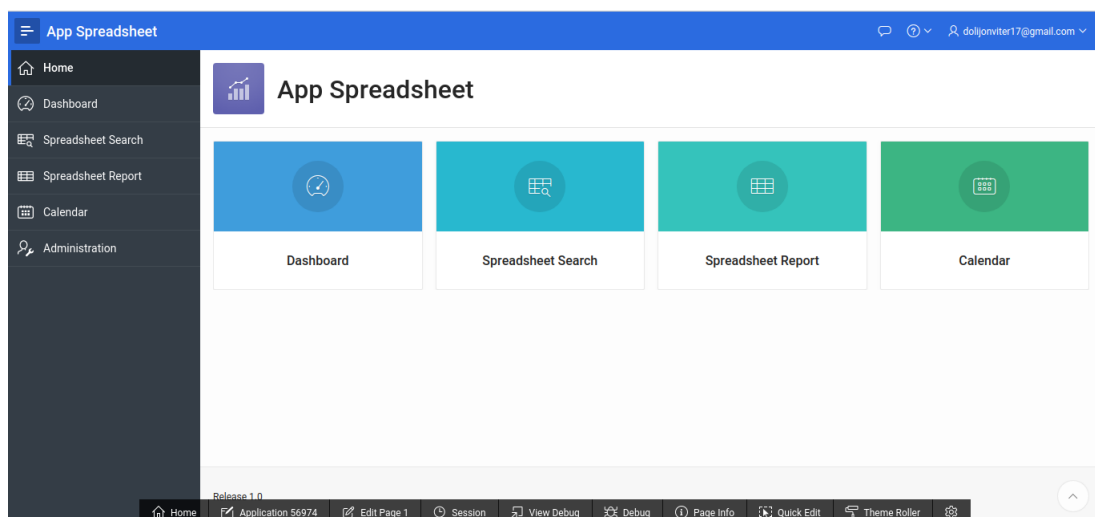 App Spreadsheet
dolijonviter17@gmail.com
Home
Dashboard
Spreadsheet Search
Spreadsheet Report
Calendar
Administration
App Spreadsheet
Dashboard
Spreadsheet Search
Spreadsheet Report
Calendar
Release 1.0
Home Application 56974 Edit Page 1 Session View Debug Debug Page Info Quick Edit Theme Roller